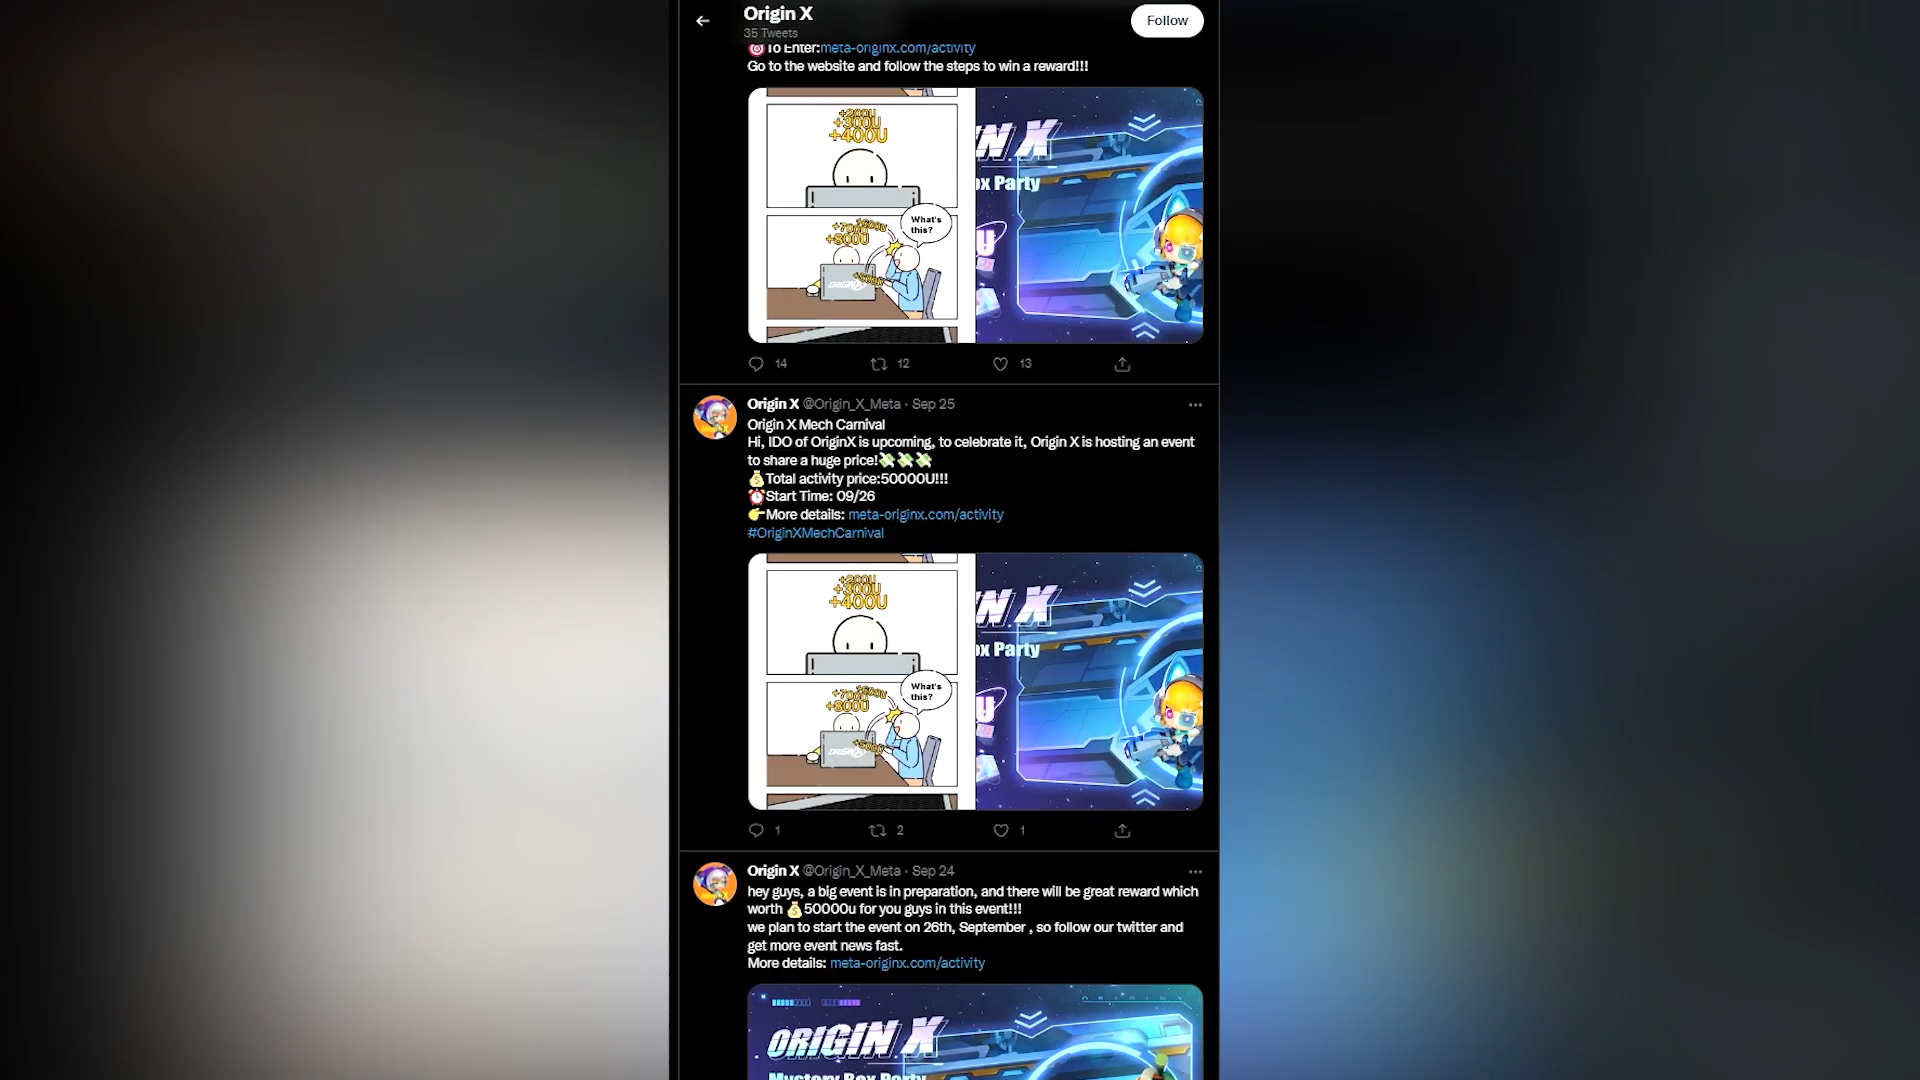 Origin X
35 Tweets
Follow
To Enter:meta-originx.com/activity
Go to the website and follow the steps to win a reward!!!
+200U
+300U
+400U
+700U
+800U
What's
this?
ORIGINX
N X
ox Party
U
14
12
13
Origin X @Origin_X_Meta · Sep 25
Origin X Mech Carnival
Hi, IDO of OriginX is upcoming, to celebrate it, Origin X is hosting an event
to share a huge price!
Total activity price:50000U!!!
Start Time: 09/26
More details: meta-originx.com/activity
#OriginXMechCarnival
+200U
+300U
+400U
+700U
+800U
What's
this?
ORIGINX
N X
ox Party
U
1
2
1
Origin X @Origin_X_Meta · Sep 24
hey guys, a big event is in preparation, and there will be great reward which
worth 50000u for you guys in this event!!!
we plan to start the event on 26th, September , so follow our twitter and
get more event news fast.
More details: meta-originx.com/activity
ORIGIN X
Mystery Box Party